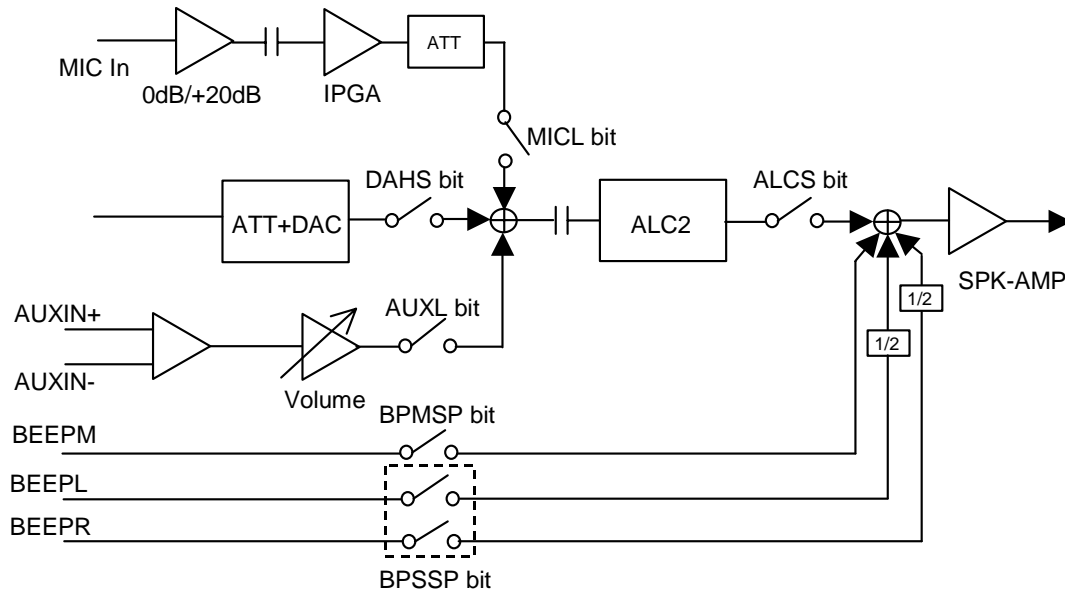 ATT
MIC In
0dB/+20dB
IPGA
MICL bit
DAHS bit
ALCS bit
ATT+DAC
ALC2
SPK-AMP
1/2
AUXIN+
AUXL bit
1/2
AUXIN-
Volume
BPMSP bit
BEEPM
BEEPL
BEEPR
BPSSP bit